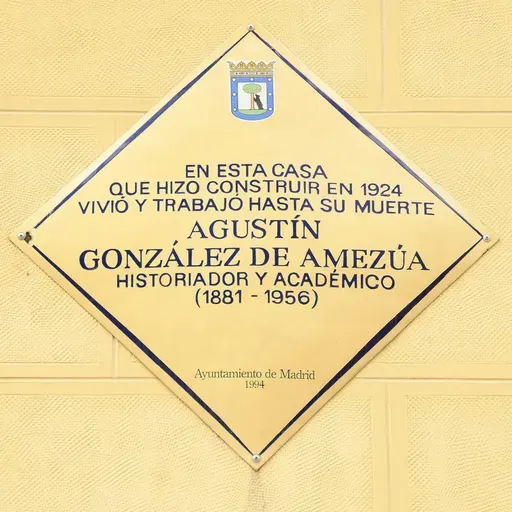 EN ESTA CASA
QUE HIZO CONSTRUIR EN 1924
VIVIÓ Y TRABAJÓ HASTA SU MUERTE
AGUSTÍN
GONZÁLEZ DE AMEZÚA
HISTORIADOR Y ACADÉMICO
(1881 - 1956)
Ayuntamiento de Madrid
1994